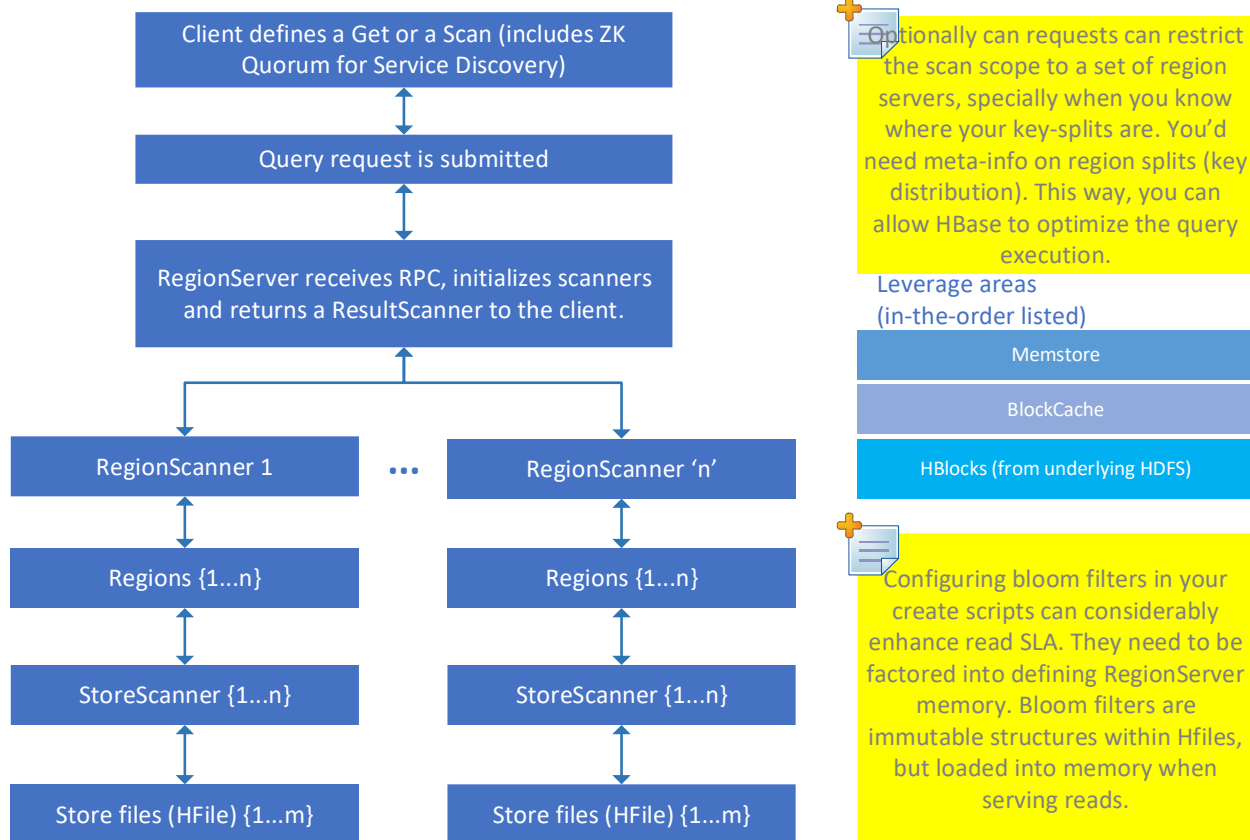 Client defines a Get or a Scan (includes ZK
Quorum for Service Discovery)
Query request is submitted
RegionServer receives RPC, initializes scanners
and returns a ResultScanner to the client.
RegionScanner 1
...
RegionScanner ‘n’
Regions {1...n}
Regions {1...n}
StoreScanner {1...n}
StoreScanner {1...n}
Store files (HFile) {1...m}
Store files (HFile) {1...m}
Optionally can requests can restrict
the scan scope to a set of region
servers, specially when you know
where your key-splits are. You’d
need meta-info on region splits (key
distribution). This way, you can
allow HBase to optimize the query
execution.
Leverage areas
(in-the-order listed)
Memstore
BlockCache
HBlocks (from underlying HDFS)
Configuring bloom filters in your
create scripts can considerably
enhance read SLA. They need to be
factored into defining RegionServer
memory. Bloom filters are
immutable structures within Hfiles,
but loaded into memory when
serving reads.